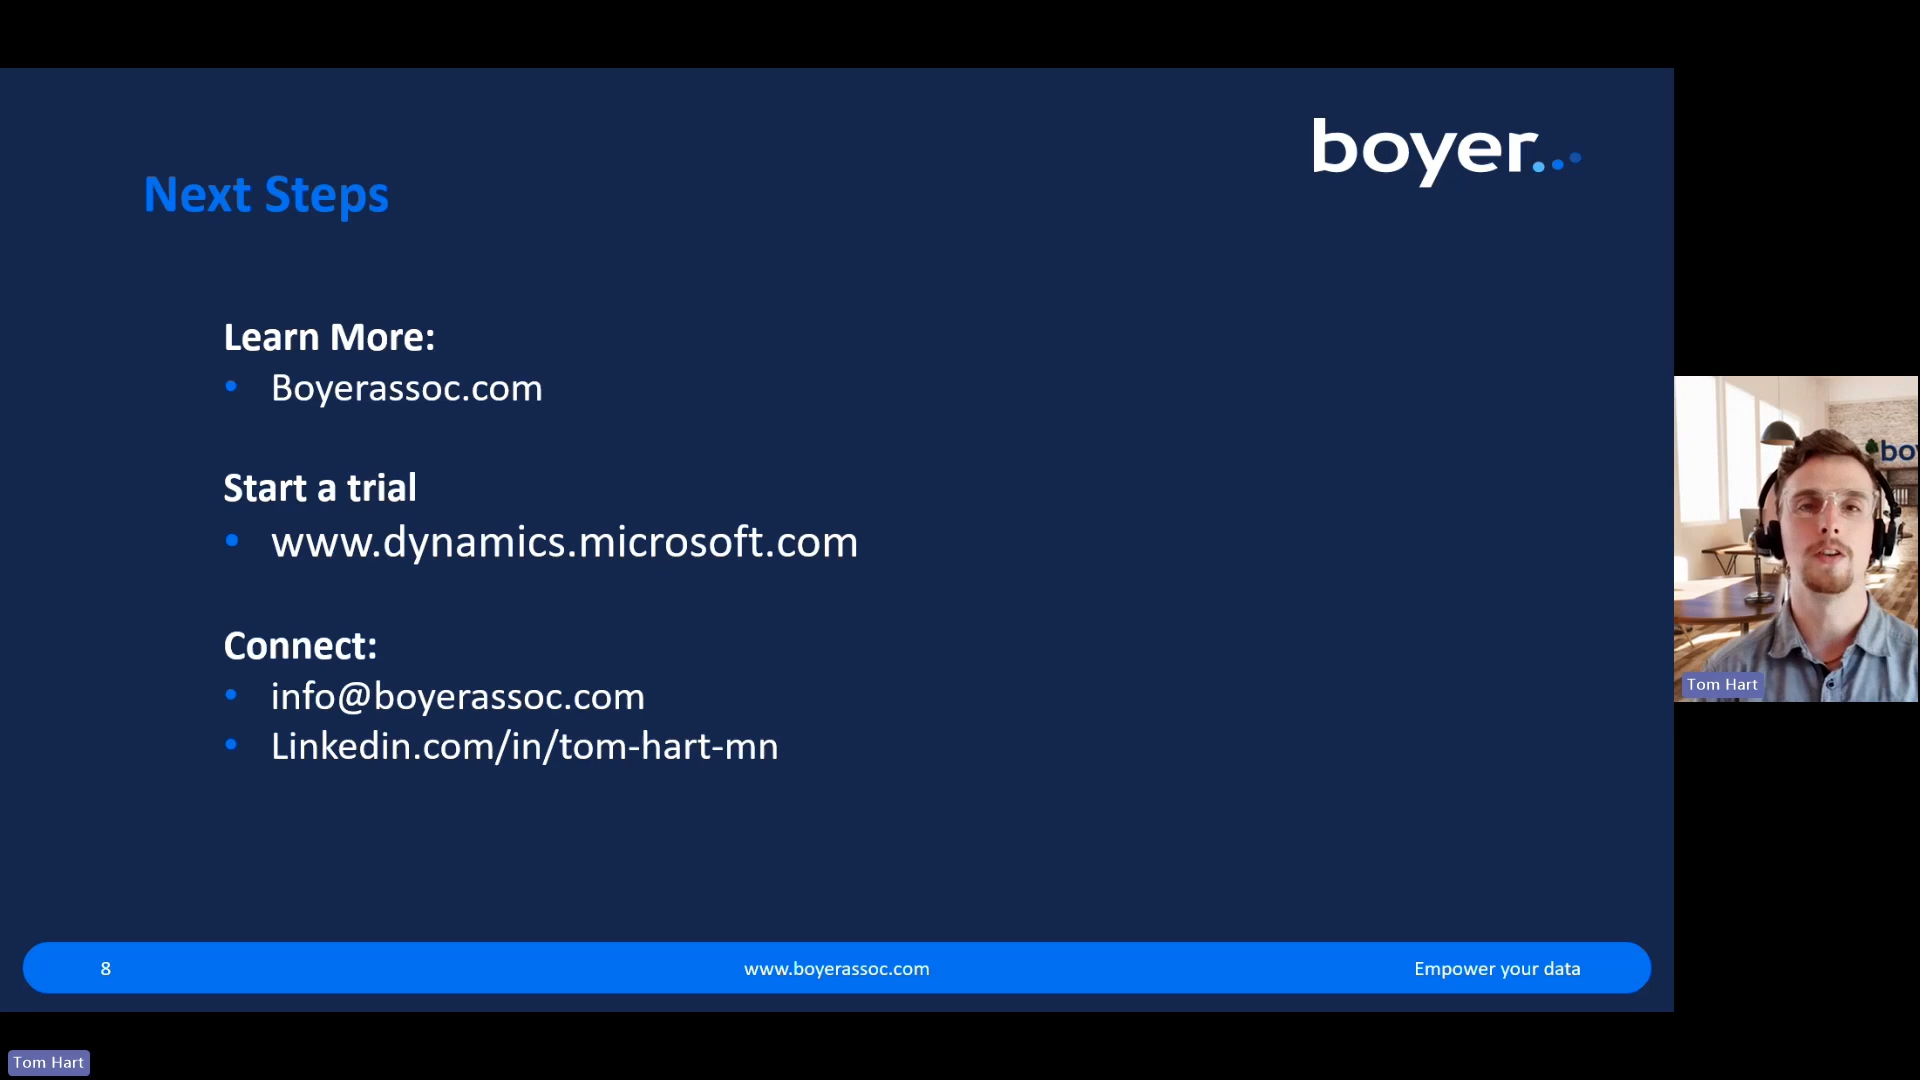 boyer
Next Steps
Learn More:
• Boyerassoc.com
Start a trial
• www.dynamics.microsoft.com
Connect:
• info@boyerassoc.com
• Linkedin.com/in/tom-hart-mn
8
www.boyerassoc.com
Empower your data
bo
Tom Hart
Tom Hart